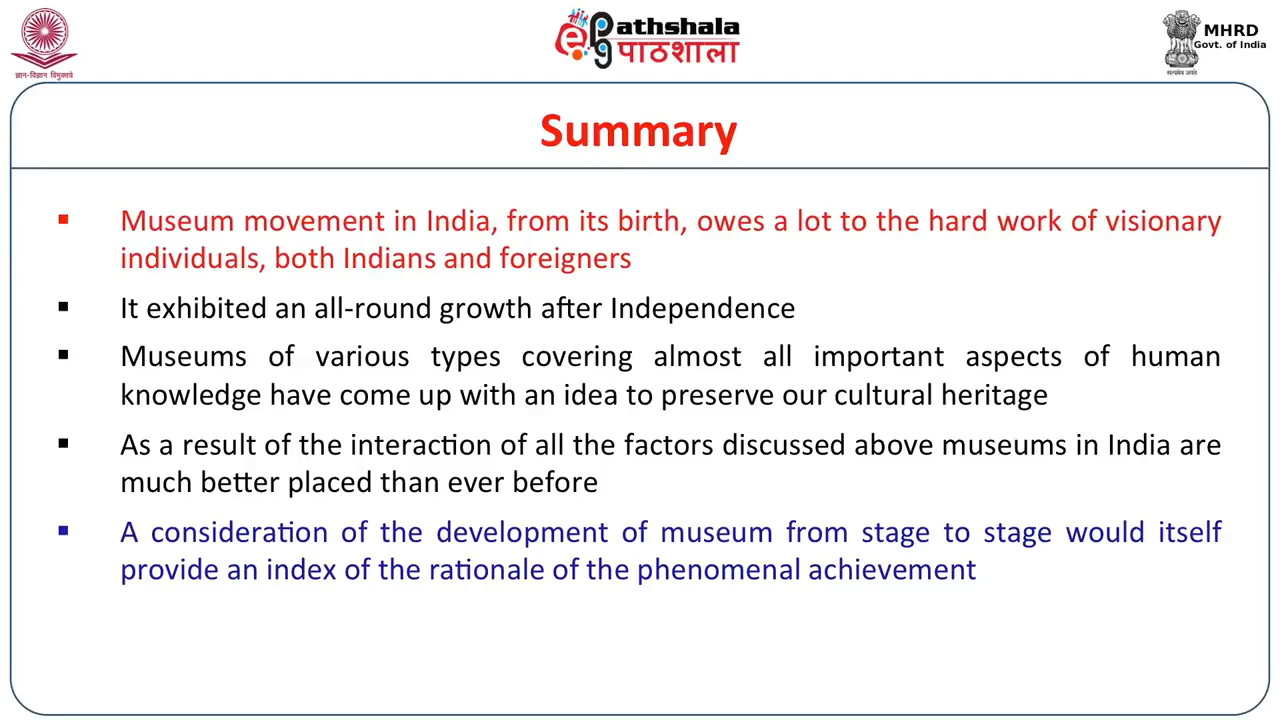 ज्ञान-विज्ञान विमुक्तये
Pathshala
पाठशाला
MHRD
Govt. of India
सत्यमेव जयते
Summary
Museum movement in India, from its birth, owes a lot to the hard work of visionary
individuals, both Indians and foreigners
It exhibited an all-round growth after Independence
Museums of various types covering almost all important aspects of human
knowledge have come up with an idea to preserve our cultural heritage
As a result of the interaction of all the factors discussed above museums in India are
much better placed than ever before
A consideration of the development of museum from stage to stage would itself
provide an index of the rationale of the phenomenal achievement